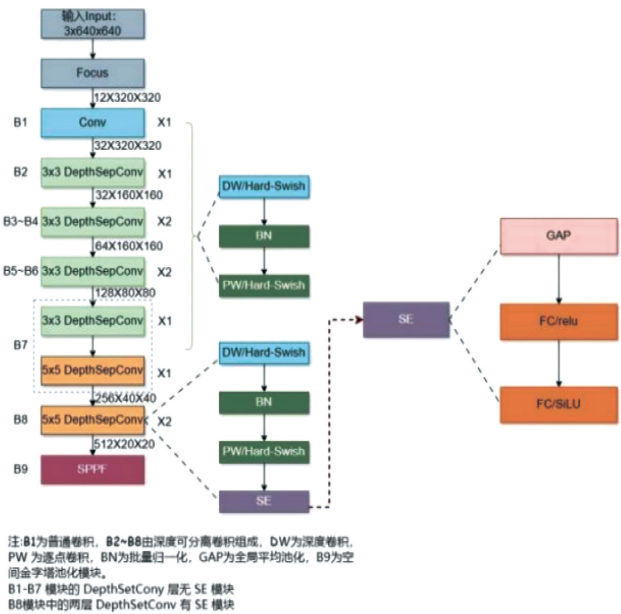 输入Input:
3x640x640
Focus
12X320X320
B1
Conv
X1
32X320X320
B2
3x3 DepthSepConv
X1
32X160X160
B3~B4
3x3 DepthSepConv
X2
64X160X160
B5~B6
3x3 DepthSepConv
X2
128X80X80
B7
3x3 DepthSepConv
X1
5x5 DepthSepConv
X1
256X40X40
B8
5x5 DepthSepConv
X2
512X20X20
B9
SPPF
DW/Hard-Swish
BN
PW/Hard-Swish
DW/Hard-Swish
BN
PW/Hard-Swish
SE
SE
GAP
FC/relu
FC/SiLU
注:B1为普通卷积，B2~B8由深度可分离卷积组成，DW为深度卷积，
PW 为逐点卷积，BN为批量归一化，GAP为全局平均池化，B9为空
间金字塔池化模块。
B1-B7 模块的 DepthSetCony 层无 SE 模块
B8模块中的两层 DepthSetConv 有 SE 模块